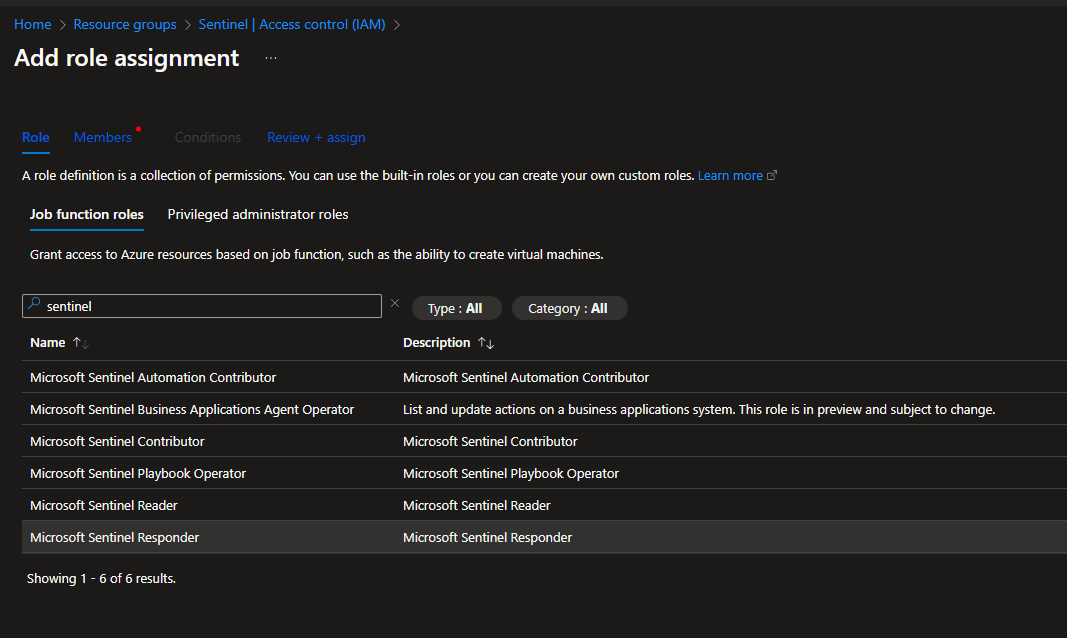 Home > Resource groups > Sentinel | Access control (IAM) >
Add role assignment ...
Role Members Conditions Review + assign
A role definition is a collection of permissions. You can use the built-in roles or you can create your own custom roles. Learn more
Job function roles Privileged administrator roles
Grant access to Azure resources based on job function, such as the ability to create virtual machines.
sentinel Type : All Category : All
Name ↑↓ Description ↑↓
Microsoft Sentinel Automation Contributor Microsoft Sentinel Automation Contributor
Microsoft Sentinel Business Applications Agent Operator List and update actions on a business applications system. This role is in preview and subject to change.
Microsoft Sentinel Contributor Microsoft Sentinel Contributor
Microsoft Sentinel Playbook Operator Microsoft Sentinel Playbook Operator
Microsoft Sentinel Reader Microsoft Sentinel Reader
Microsoft Sentinel Responder Microsoft Sentinel Responder
Showing 1 - 6 of 6 results.